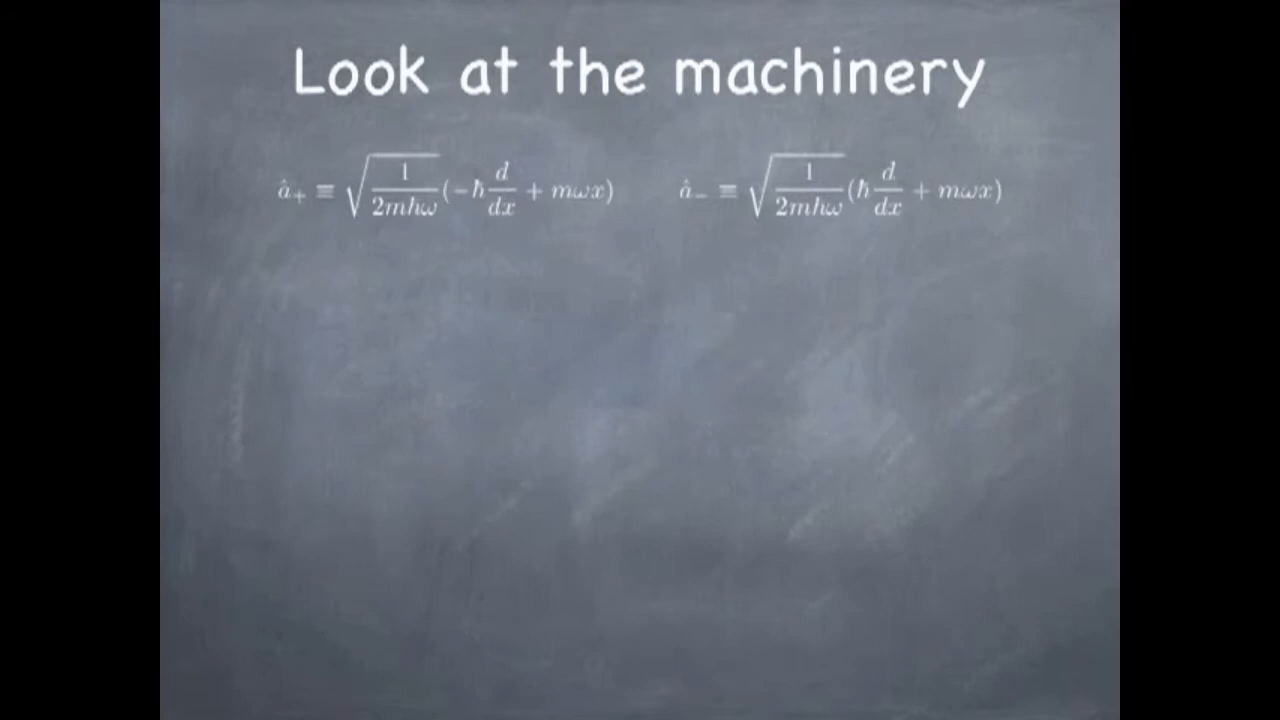 Look at the machinery
â₊ ≡ √(1/(2mħω)) (−ħ d/dx + mωx)    â₋ ≡ √(1/(2mħω)) (ħ d/dx + mωx)